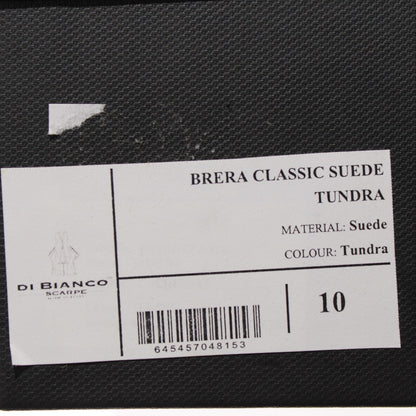 BRERA CLASSIC SUEDE
TUNDRA
MATERIAL: Suede
COLOUR: Tundra
DI BIANCO
SCARPE
10
645457048153